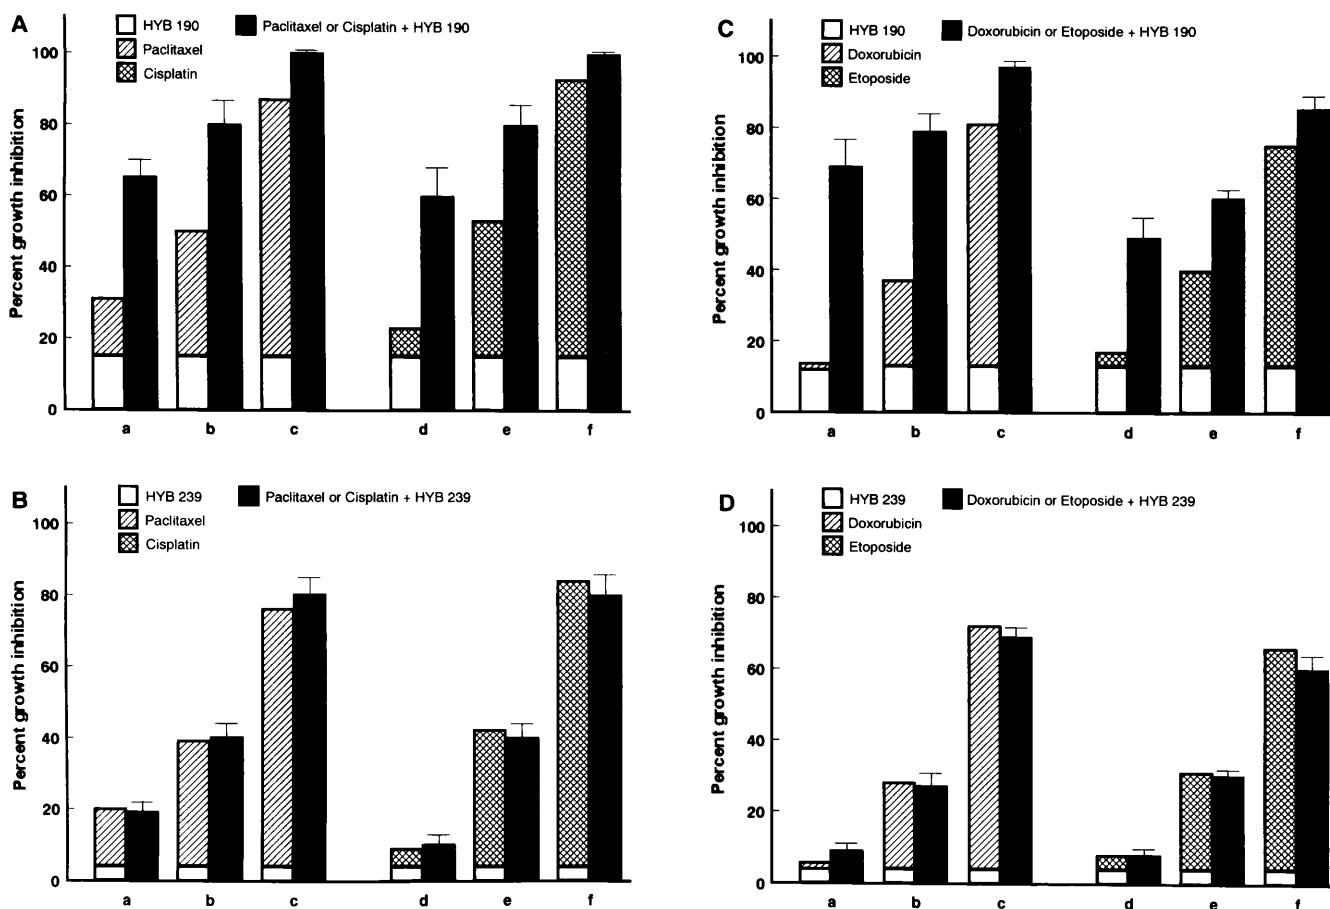 A
HYB 190
Paclitaxel
Cisplatin
Paclitaxel or Cisplatin + HYB 190
Percent growth inhibition
100
80
60
40
20
0
a b c d e f
C
HYB 190
Doxorubicin
Etoposide
Doxorubicin or Etoposide + HYB 190
Percent growth inhibition
100
80
60
40
20
0
a b c d e f
B
HYB 239
Paclitaxel
Cisplatin
Paclitaxel or Cisplatin + HYB 239
Percent growth inhibition
100
80
60
40
20
0
a b c d e f
D
HYB 239
Doxorubicin
Etoposide
Doxorubicin or Etoposide + HYB 239
Percent growth inhibition
100
80
60
40
20
0
a b c d e f